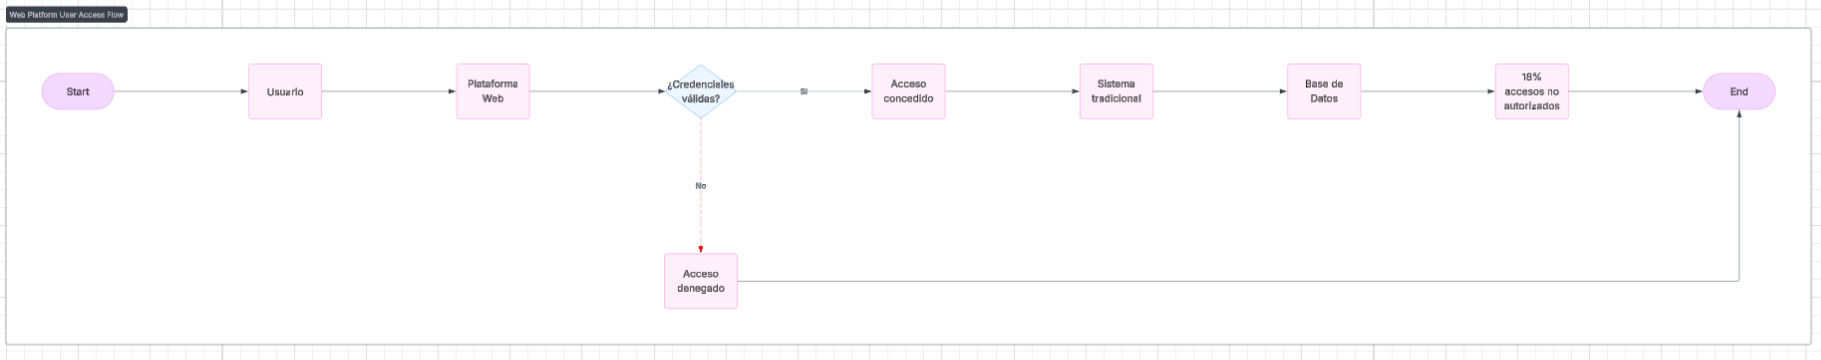 Web Platform User Access Flow
Start
Usuario
Plataforma
Web
¿Credenciales
válidas?
Sí
Acceso
concedido
Sistema
tradicional
Base de
Datos
18%
accesos no
autorizados
End
No
Acceso
denegado